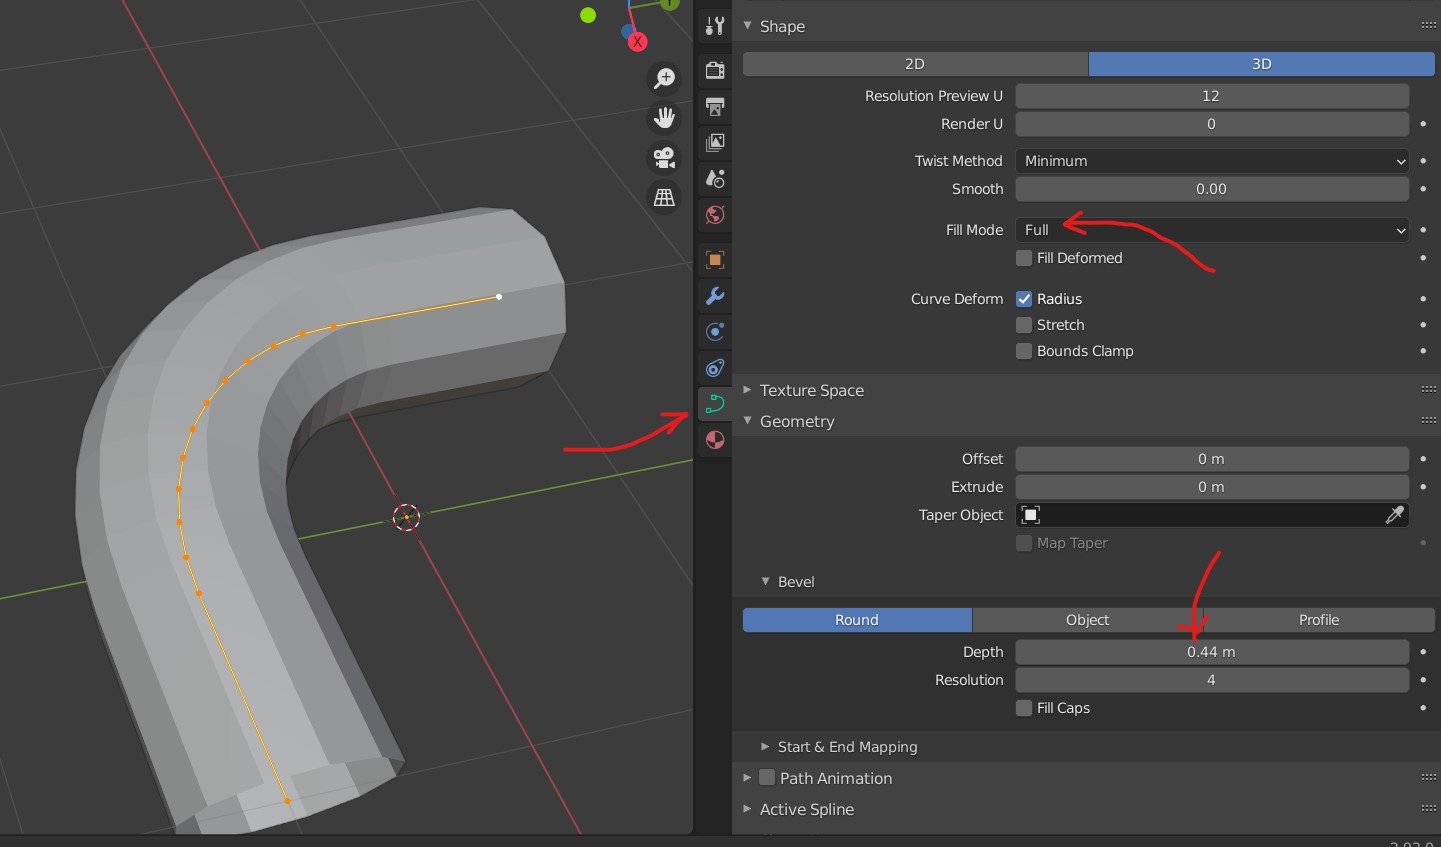 Y
X
Shape
2D 3D
Resolution Preview U 12
Render U 0
Twist Method Minimum
Smooth 0.00
Fill Mode Full
Fill Deformed
Curve Deform Radius
Stretch
Bounds Clamp
Texture Space
Geometry
Offset 0 m
Extrude 0 m
Taper Object
Map Taper
Bevel
Round Object Profile
Depth 0.44 m
Resolution 4
Fill Caps
Start & End Mapping
Path Animation
Active Spline